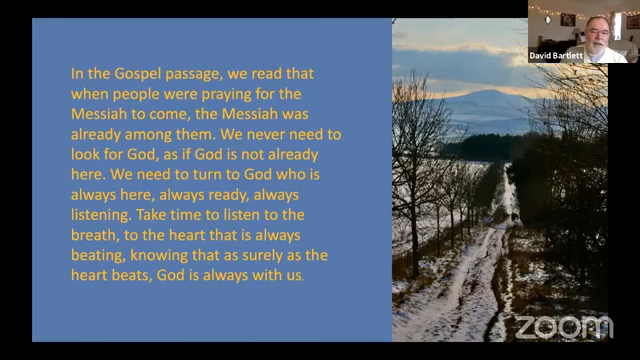 In the Gospel passage, we read that
when people were praying for the
Messiah to come, the Messiah was
already among them. We never need to
look for God, as if God is not already
here. We need to turn to God who is
always here, always ready, always
listening. Take time to listen to the
breath, to the heart that is always
beating, knowing that as surely as the
heart beats, God is always with us.
David Bartlett
zoom